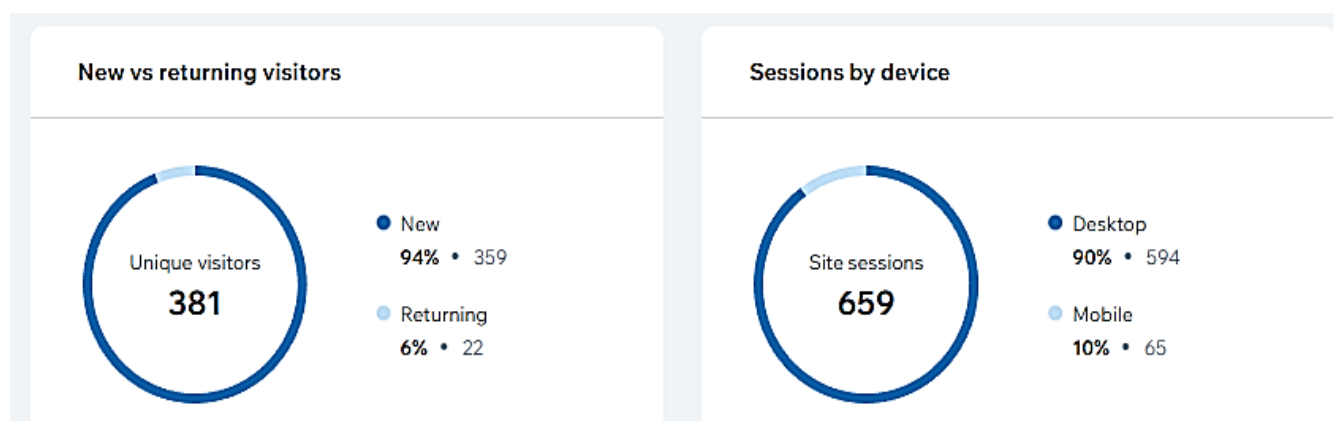 New vs returning visitors
Unique visitors
381
New
94% • 359
Returning
6% • 22
Sessions by device
Site sessions
659
Desktop
90% • 594
Mobile
10% • 65